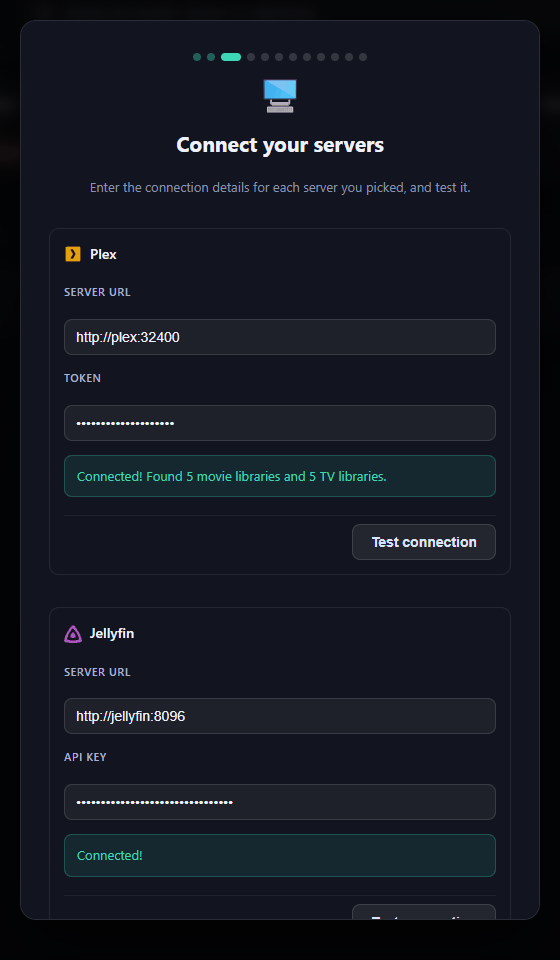 Connect your servers
Enter the connection details for each server you picked, and test it.
Plex
SERVER URL
http://plex:32400
TOKEN
••••••••••••••••••••
Connected! Found 5 movie libraries and 5 TV libraries.
Test connection
Jellyfin
SERVER URL
http://jellyfin:8096
API KEY
••••••••••••••••••••••••••••••••
Connected!